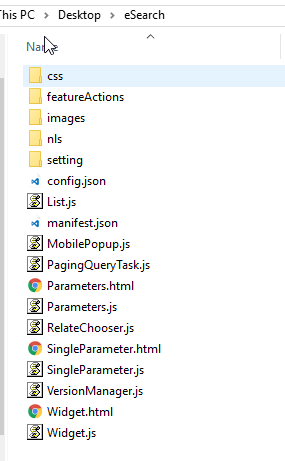 This PC > Desktop > eSearch
Name
css
featureActions
images
nls
setting
config.json
List.js
manifest.json
MobilePopup.js
PagingQueryTask.js
Parameters.html
Parameters.js
RelateChooser.js
SingleParameter.html
SingleParameter.js
VersionManager.js
Widget.html
Widget.js